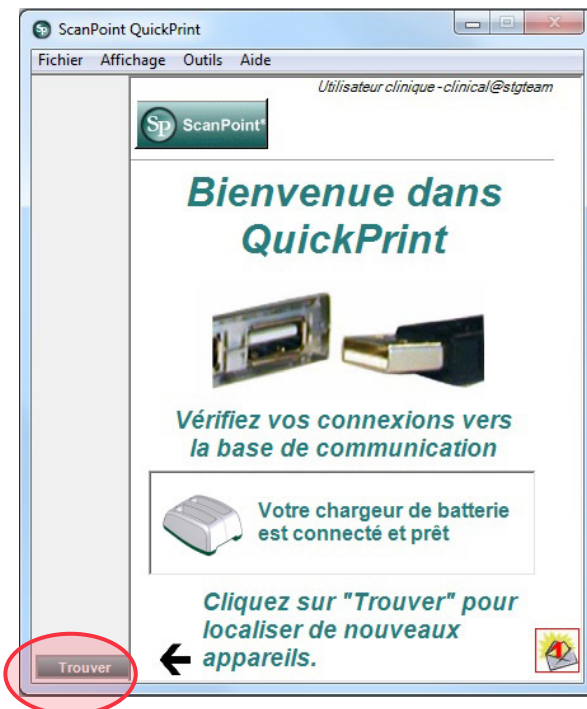 ScanPoint QuickPrint
Fichier Affichage Outils Aide
Utilisateur clinique - clinical@stgteam
Sp ScanPoint®
Bienvenue dans
QuickPrint
Vérifiez vos connexions vers
la base de communication
Votre chargeur de batterie
est connecté et prêt
Cliquez sur "Trouver" pour
localiser de nouveaux
appareils.
Trouver